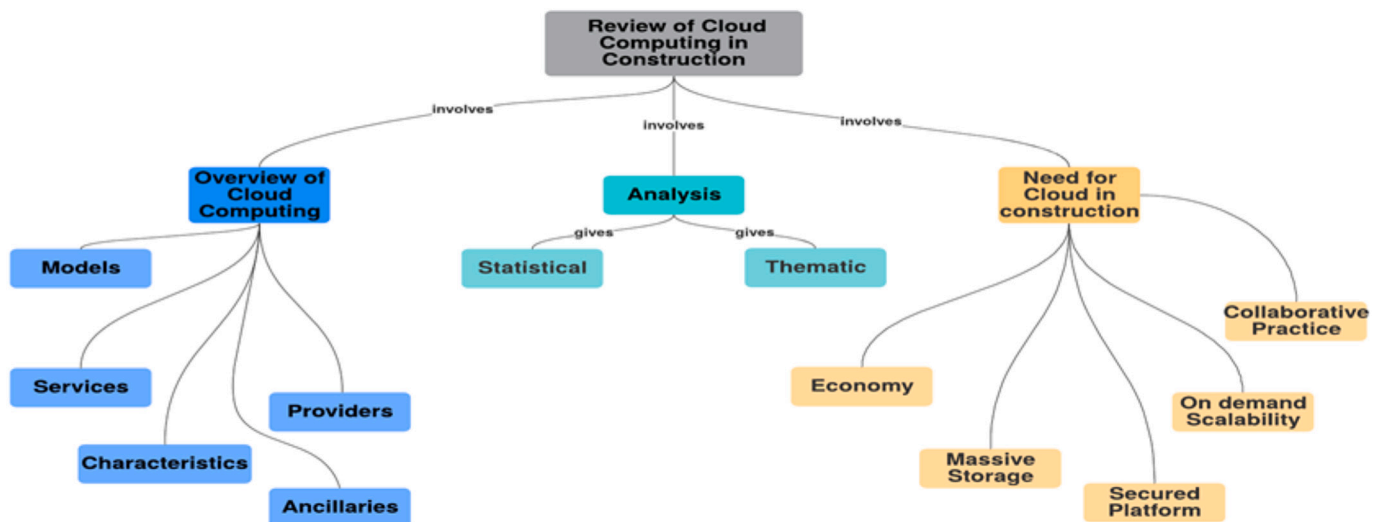 Review of Cloud
Computing in
Construction
involves
involves
involves
Overview of
Cloud
Computing
Analysis
Need for
Cloud in
construction
gives
gives
Models
Statistical
Thematic
Collaborative
Practice
Services
Economy
Providers
On demand
Scalability
Characteristics
Massive
Storage
Ancillaries
Secured
Platform